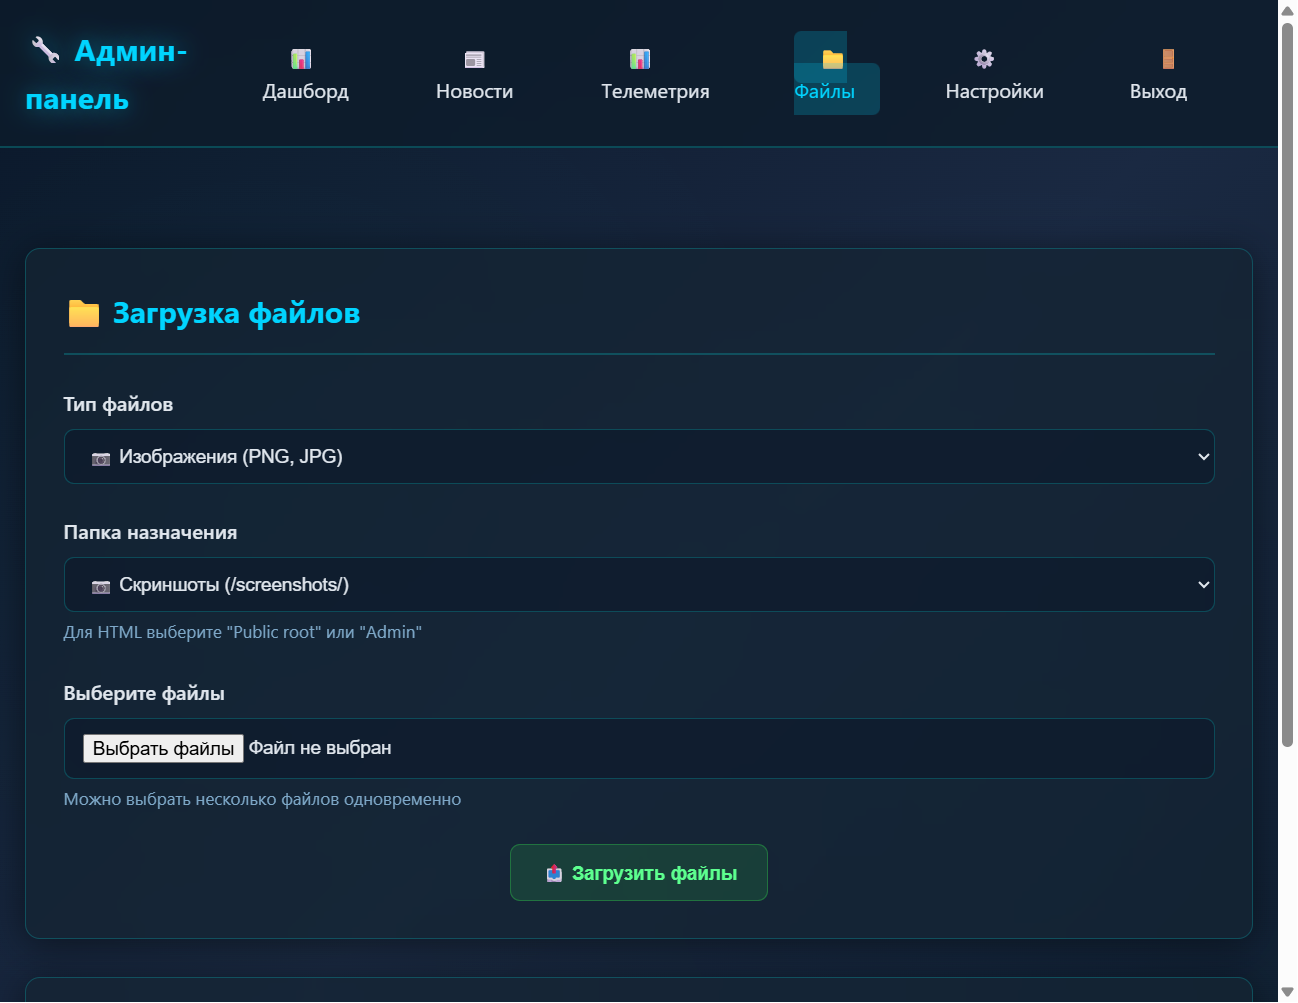 Админ-
панель
Дашборд
Новости
Телеметрия
Файлы
Настройки
Выход
Загрузка файлов
Тип файлов
Изображения (PNG, JPG)
Папка назначения
Скриншоты (/screenshots/)
Для HTML выберите "Public root" или "Admin"
Выберите файлы
Выбрать файлы Файл не выбран
Можно выбрать несколько файлов одновременно
Загрузить файлы